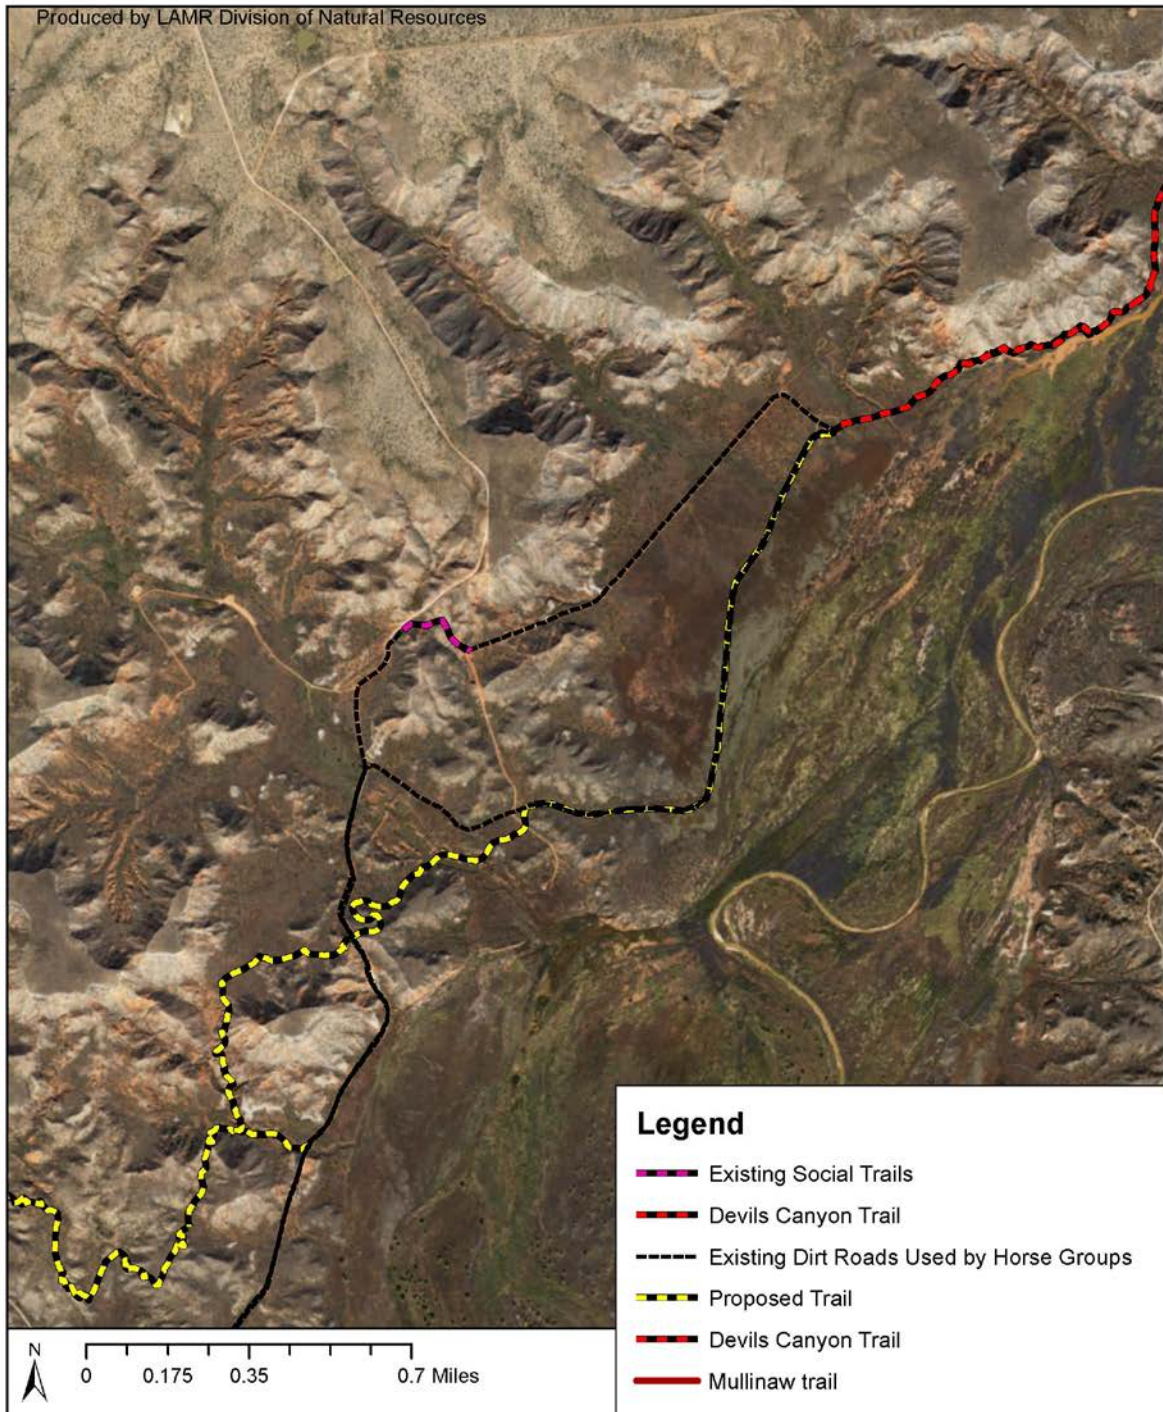 Produced by LAMR Division of Natural Resources
Legend
Existing Social Trails
Devils Canyon Trail
Existing Dirt Roads Used by Horse Groups
Proposed Trail
Devils Canyon Trail
Mullinaw trail
N
0 0.175 0.35 0.7 Miles